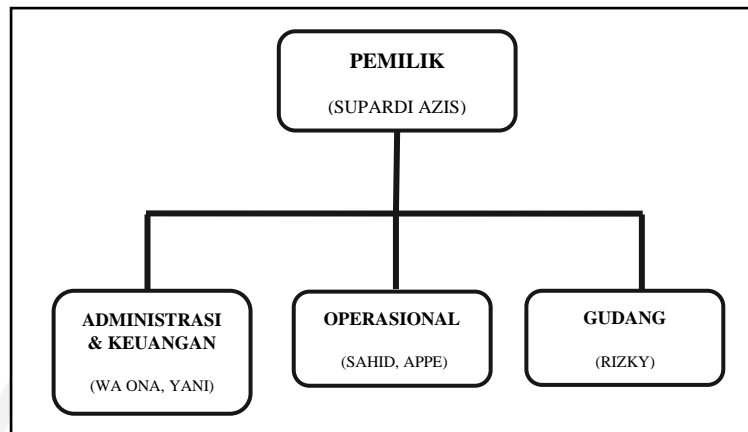 PEMILIK
(SUPARDI AZIS)
ADMINISTRASI
& KEUANGAN
(WA ONA, YANI)
OPERASIONAL
(SAHID, APPE)
GUDANG
(RIZKY)